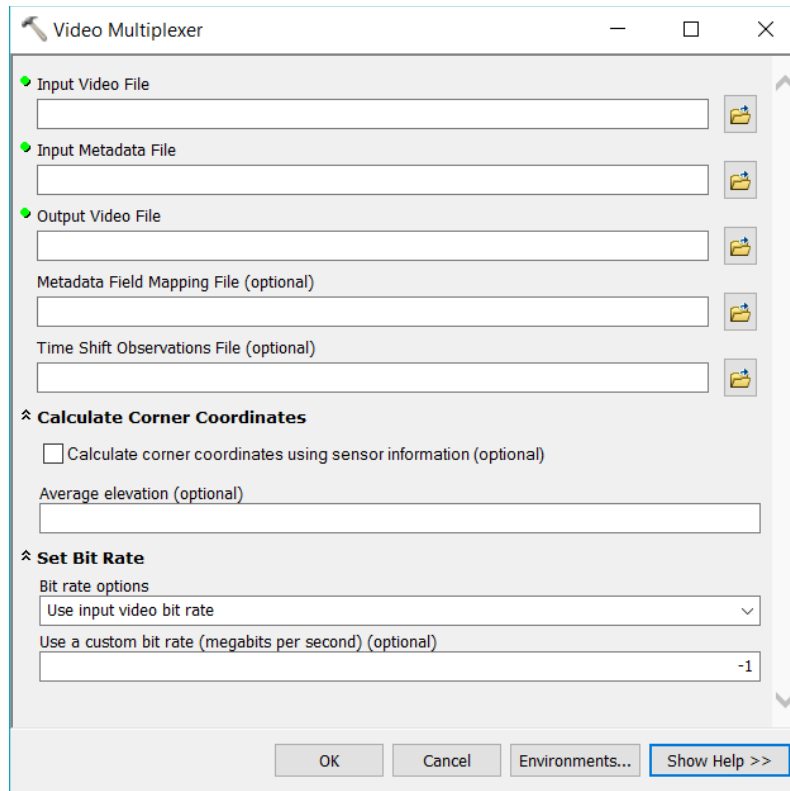 Video Multiplexer
Input Video File
Input Metadata File
Output Video File
Metadata Field Mapping File (optional)
Time Shift Observations File (optional)
Calculate Corner Coordinates
Calculate corner coordinates using sensor information (optional)
Average elevation (optional)
Set Bit Rate
Bit rate options
Use input video bit rate
Use a custom bit rate (megabits per second) (optional)
-1
OK Cancel Environments... Show Help >>